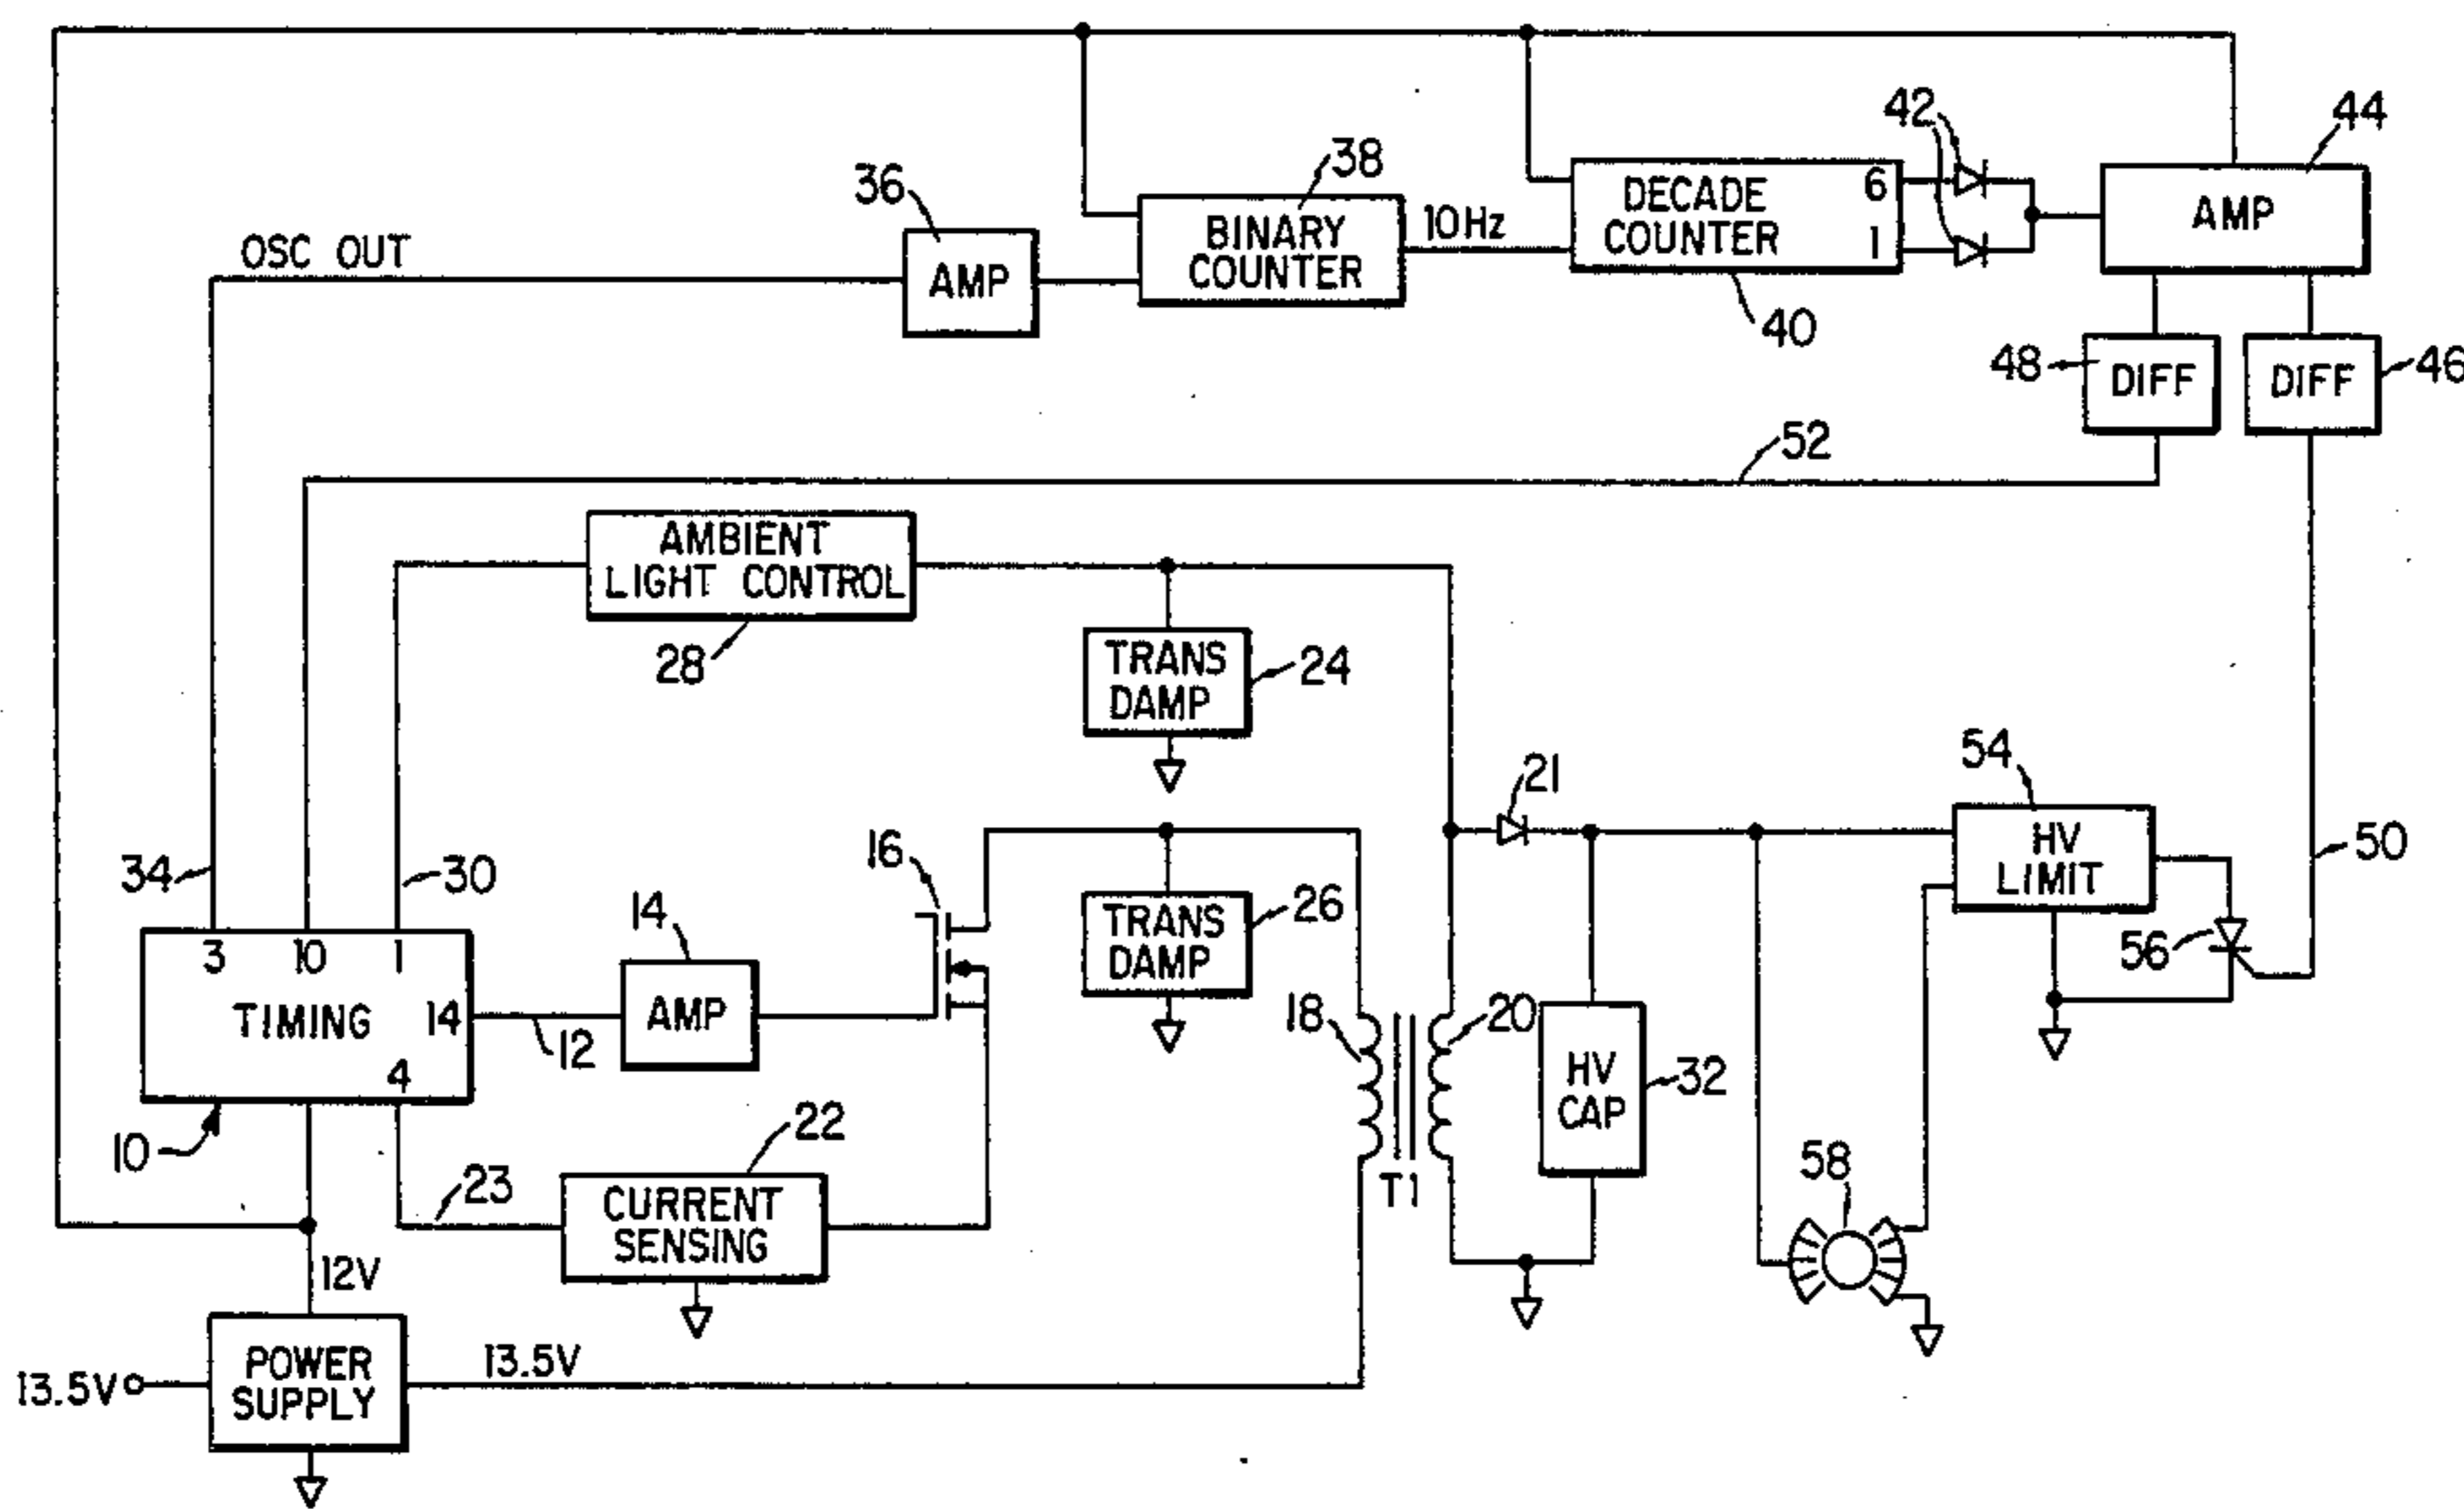 42
44
38
36
6
DECADE
COUNTER
1
AMP
BINARY
COUNTER
10 Hz
OSC OUT
AMP
40
48
DIFF
DIFF
46
52
AMBIENT
LIGHT CONTROL
28
TRANS
DAMP
24
21
54
HV
LIMIT
50
34
30
16
14
TRANS
DAMP
26
56
3
10
1
TIMING
14
4
12
AMP
18
20
HV
CAP
32
10
22
23
CURRENT
SENSING
T1
58
12V
POWER
SUPPLY
13.5V
13.5V